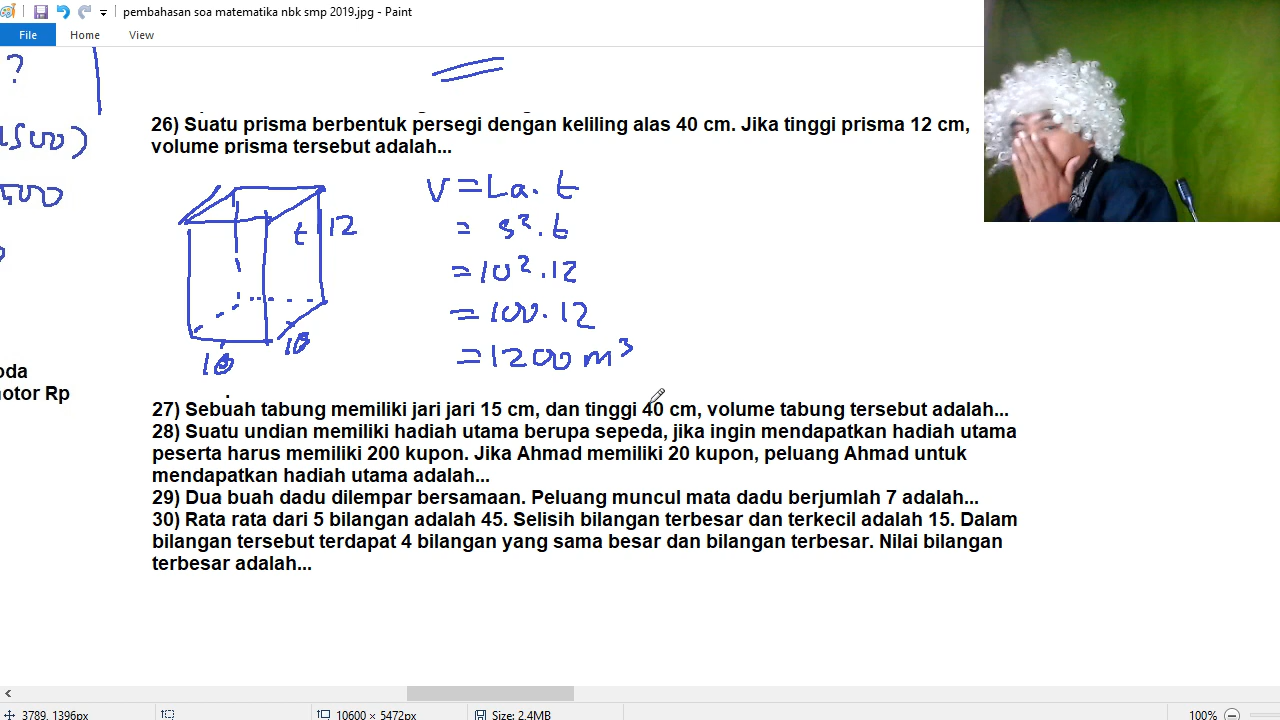 pembahasan soa matematika nbk smp 2019.jpg - Paint
File Home View
?
500)
500
26) Suatu prisma berbentuk persegi dengan keliling alas 40 cm. Jika tinggi prisma 12 cm,
volume prisma tersebut adalah...
V = La. t
t 12
= s². t
= 10². 12
= 100. 12
10 10
= 1200 m³
oda
notor Rp
27) Sebuah tabung memiliki jari jari 15 cm, dan tinggi 40 cm, volume tabung tersebut adalah...
28) Suatu undian memiliki hadiah utama berupa sepeda, jika ingin mendapatkan hadiah utama
peserta harus memiliki 200 kupon. Jika Ahmad memiliki 20 kupon, peluang Ahmad untuk
mendapatkan hadiah utama adalah...
29) Dua buah dadu dilempar bersamaan. Peluang muncul mata dadu berjumlah 7 adalah...
30) Rata rata dari 5 bilangan adalah 45. Selisih bilangan terbesar dan terkecil adalah 15. Dalam
bilangan tersebut terdapat 4 bilangan yang sama besar dan bilangan terbesar. Nilai bilangan
terbesar adalah...
3789, 1396px 10600 × 5472px Size: 2.4MB 100%